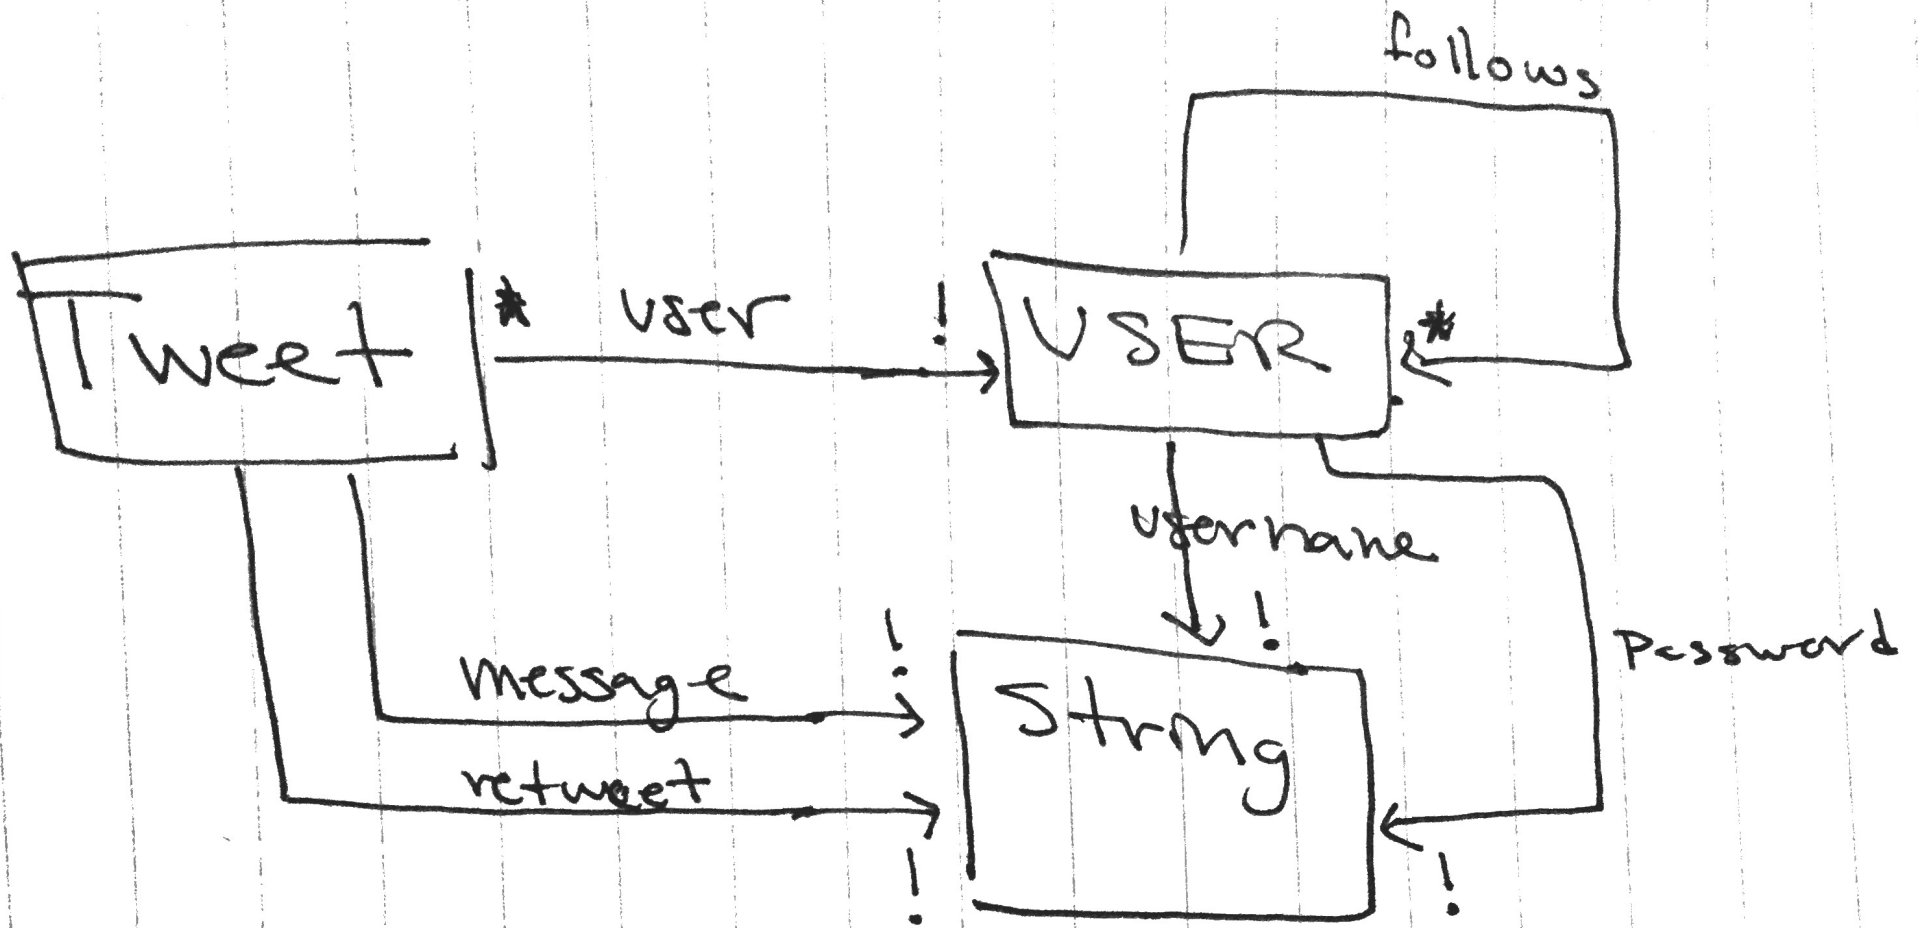 follows
Tweet
* user !
USER
*
username
!
Password
message !
retweet
!
String
!